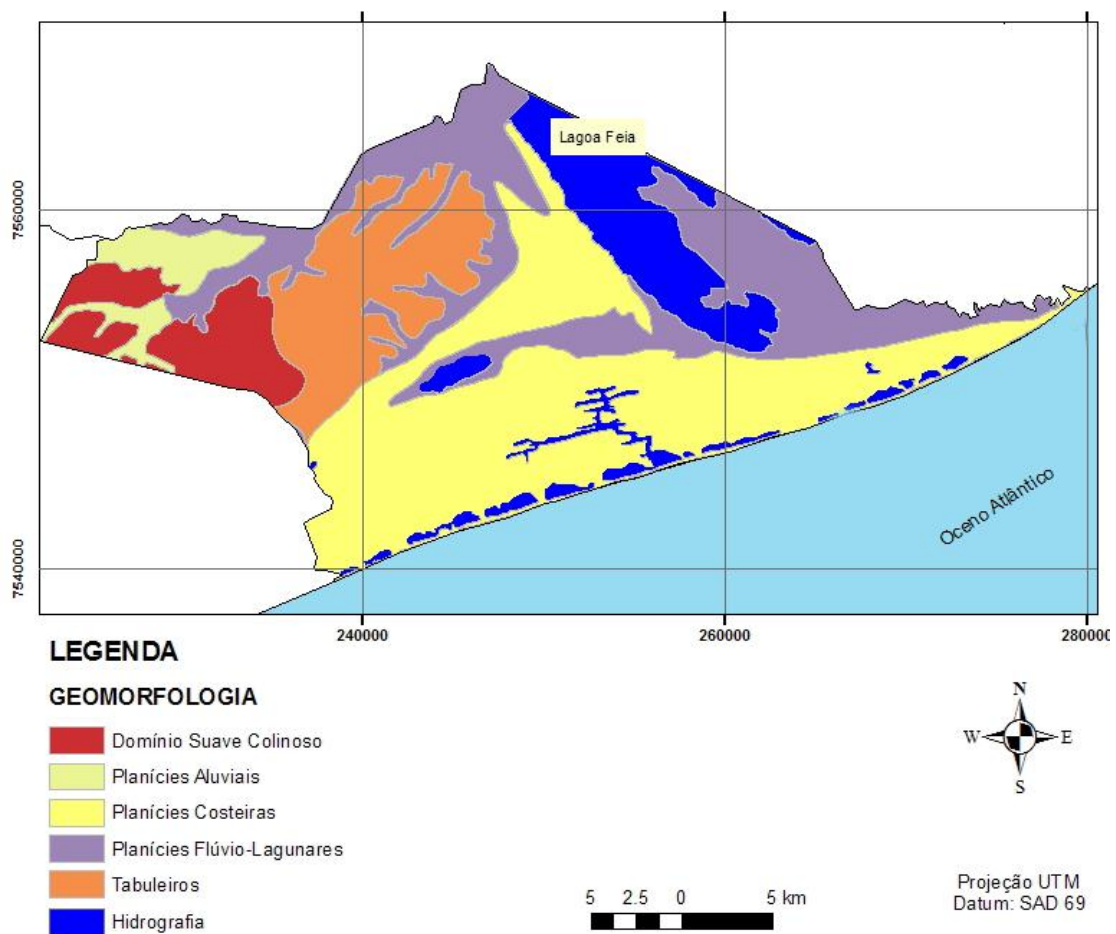 Lagoa Feia
7560000
Oceno Atlântico
7540000
240000
260000
280000
LEGENDA
GEOMORFOLOGIA
Domínio Suave Colinoso
Planícies Aluviais
Planícies Costeiras
Planícies Flúvio-Lagunares
Tabuleiros
Hidrografia
N
W
E
S
5 2.5 0 5 km
Projeção UTM
Datum: SAD 69